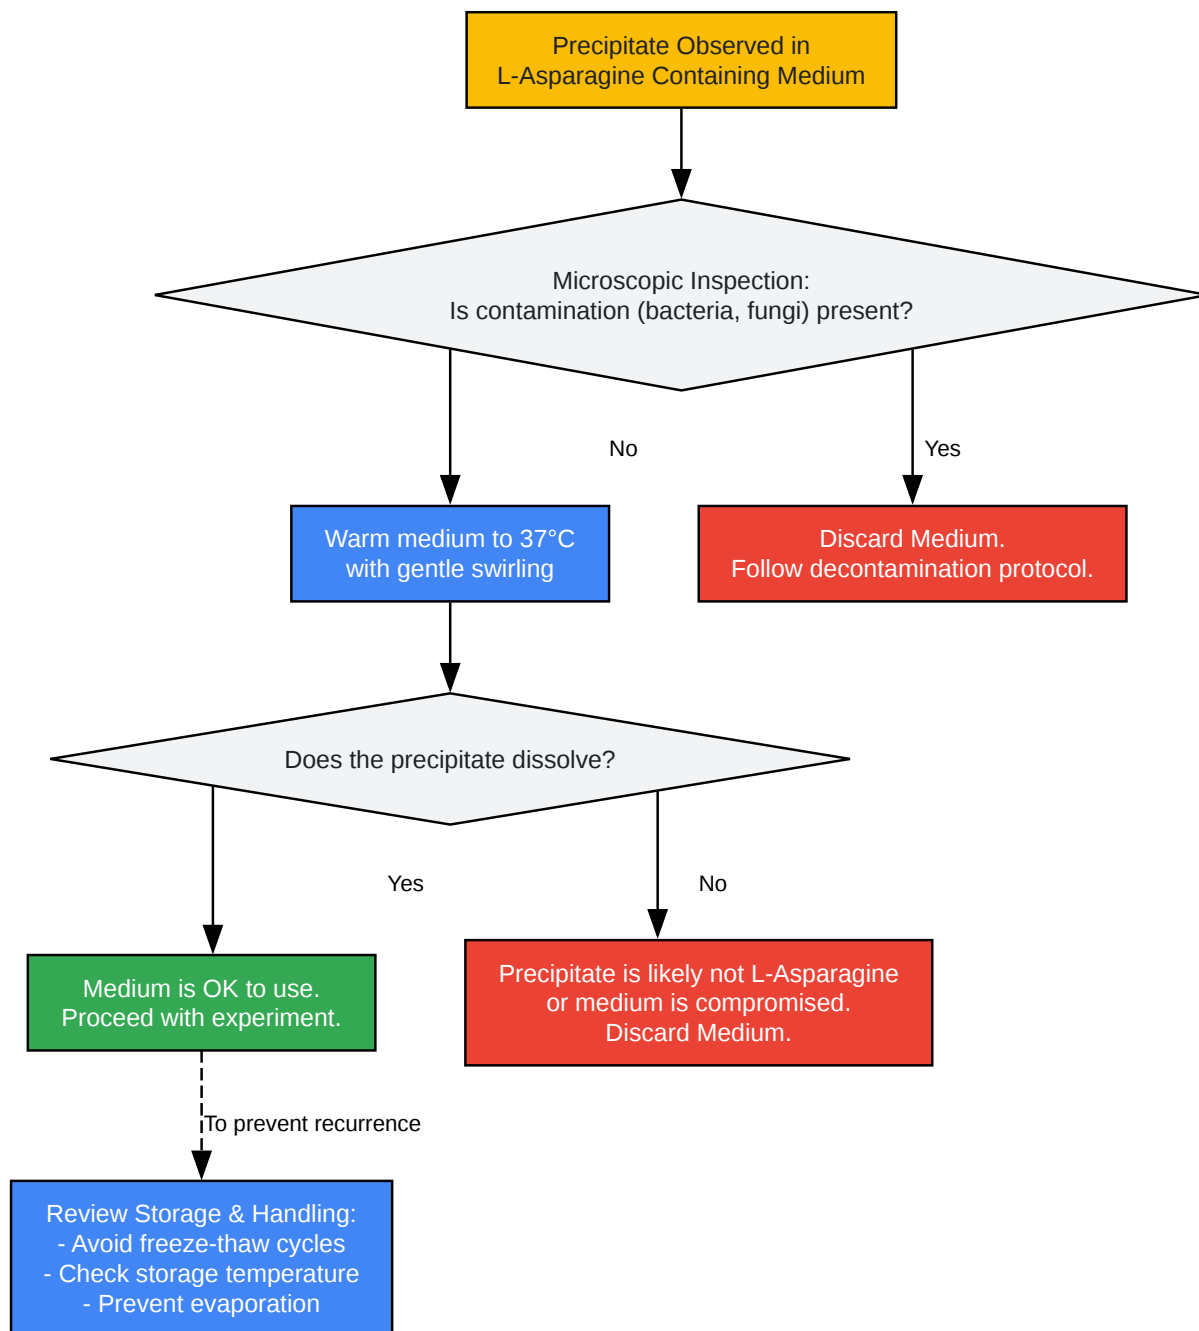 Precipitate Observed in
L-Asparagine Containing Medium
Microscopic Inspection:
Is contamination (bacteria, fungi) present?
No
Yes
Warm medium to 37°C
with gentle swirling
Discard Medium.
Follow decontamination protocol.
Does the precipitate dissolve?
Yes
No
Medium is OK to use.
Proceed with experiment.
Precipitate is likely not L-Asparagine
or medium is compromised.
Discard Medium.
To prevent recurrence
Review Storage & Handling:
- Avoid freeze-thaw cycles
- Check storage temperature
- Prevent evaporation